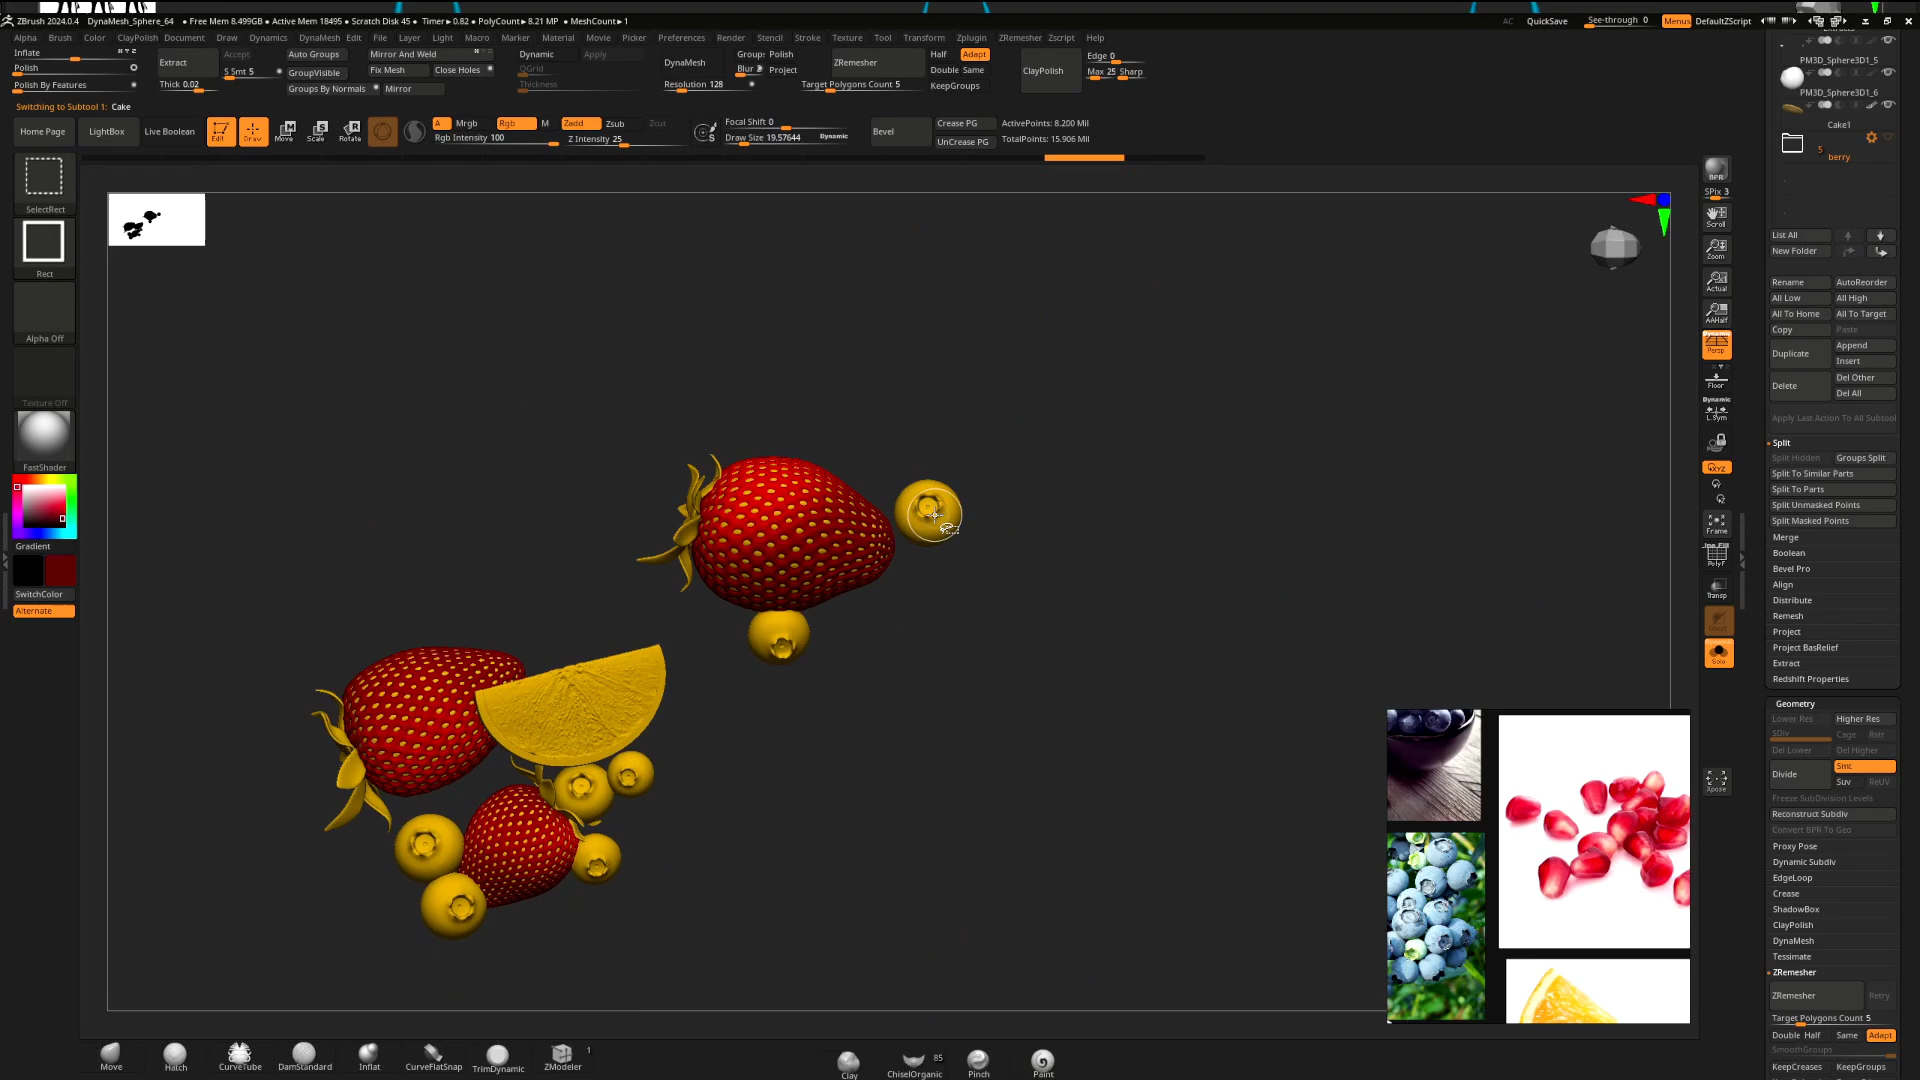 ZBrush 2024.0.4 DynaMesh_Sphere_64 • Free Mem 8.499GB • Active Mem 18495 • Scratch Disk 45 • Timer▸0.82 • PolyCount▸8.21 MP • MeshCount▸1 AC QuickSave See-through 0 Menus DefaultZScript
Alpha Brush Color ClayPolish Document Draw Dynamics DynaMesh Edit File Layer Light Macro Marker Material Movie Picker Preferences Render Stencil Stroke Texture Tool Transform Zplugin ZRemesher Zscript Help
Inflate
Polish
Polish By Features
Extract Accept
S Smt 5
Thick 0.02
Auto Groups
GroupVisible
Groups By Normals
Mirror And Weld
Fix Mesh Close Holes
Mirror
Dynamic Apply
QGrid
Thickness
DynaMesh
Resolution 128
Polish
Project
ZRemesher
Target Polygons Count 5
Half Adapt
Double Same
KeepGroups
ClayPolish
Edge 0
Max 25 Sharp
Switching to Subtool 1: Cake
Home Page LightBox Live Boolean Edit Draw Move Scale Rotate
A Mrgb Rgb M Zadd Zsub Zcut
Rgb Intensity 100 Z Intensity 25
Focal Shift 0
Draw Size 19.57644 Dynamic
Bevel
Crease PG
UnCrease PG
ActivePoints: 8.200 Mil
TotalPoints: 15.906 Mil
SelectRect
Rect
Alpha Off
Texture Off
FastShader
Gradient
SwitchColor
Alternate
BPR
SPix 3
Scroll
Zoom
Actual
AAHalf
Dynamic
Persp
Floor
Dynamic
L.Sym
XYZ
Frame
PolyF
Transp
Ghost
Solo
Xpose
PM3D_Sphere3D1_5
PM3D_Sphere3D1_6
Cake1
5
berry
List All
New Folder
Rename AutoReorder
All Low All High
All To Home All To Target
Copy Paste
Duplicate Append
Insert
Delete Del Other
Del All
Apply Last Action To All Subtool
Split
Split Hidden Groups Split
Split To Similar Parts
Split To Parts
Split Unmasked Points
Split Masked Points
Merge
Boolean
Bevel Pro
Align
Distribute
Remesh
Project
Project BasRelief
Extract
Redshift Properties
Geometry
Lower Res Higher Res
SDiv Cage Rstr
Del Lower Del Higher
Divide Smt
Suv ReUV
Freeze SubDivision Levels
Reconstruct Subdiv
Convert BPR To Geo
Proxy Pose
Dynamic Subdiv
EdgeLoop
Crease
ShadowBox
ClayPolish
DynaMesh
Tessimate
ZRemesher
ZRemesher Retry
Target Polygons Count 5
Double Half Same Adapt
SmoothGroups
KeepCreases KeepGroups
Move Hatch CurveTube DamStandard Inflat CurveFlatSnap TrimDynamic ZModeler 1 Clay ChiselOrganic 85 Pinch Paint